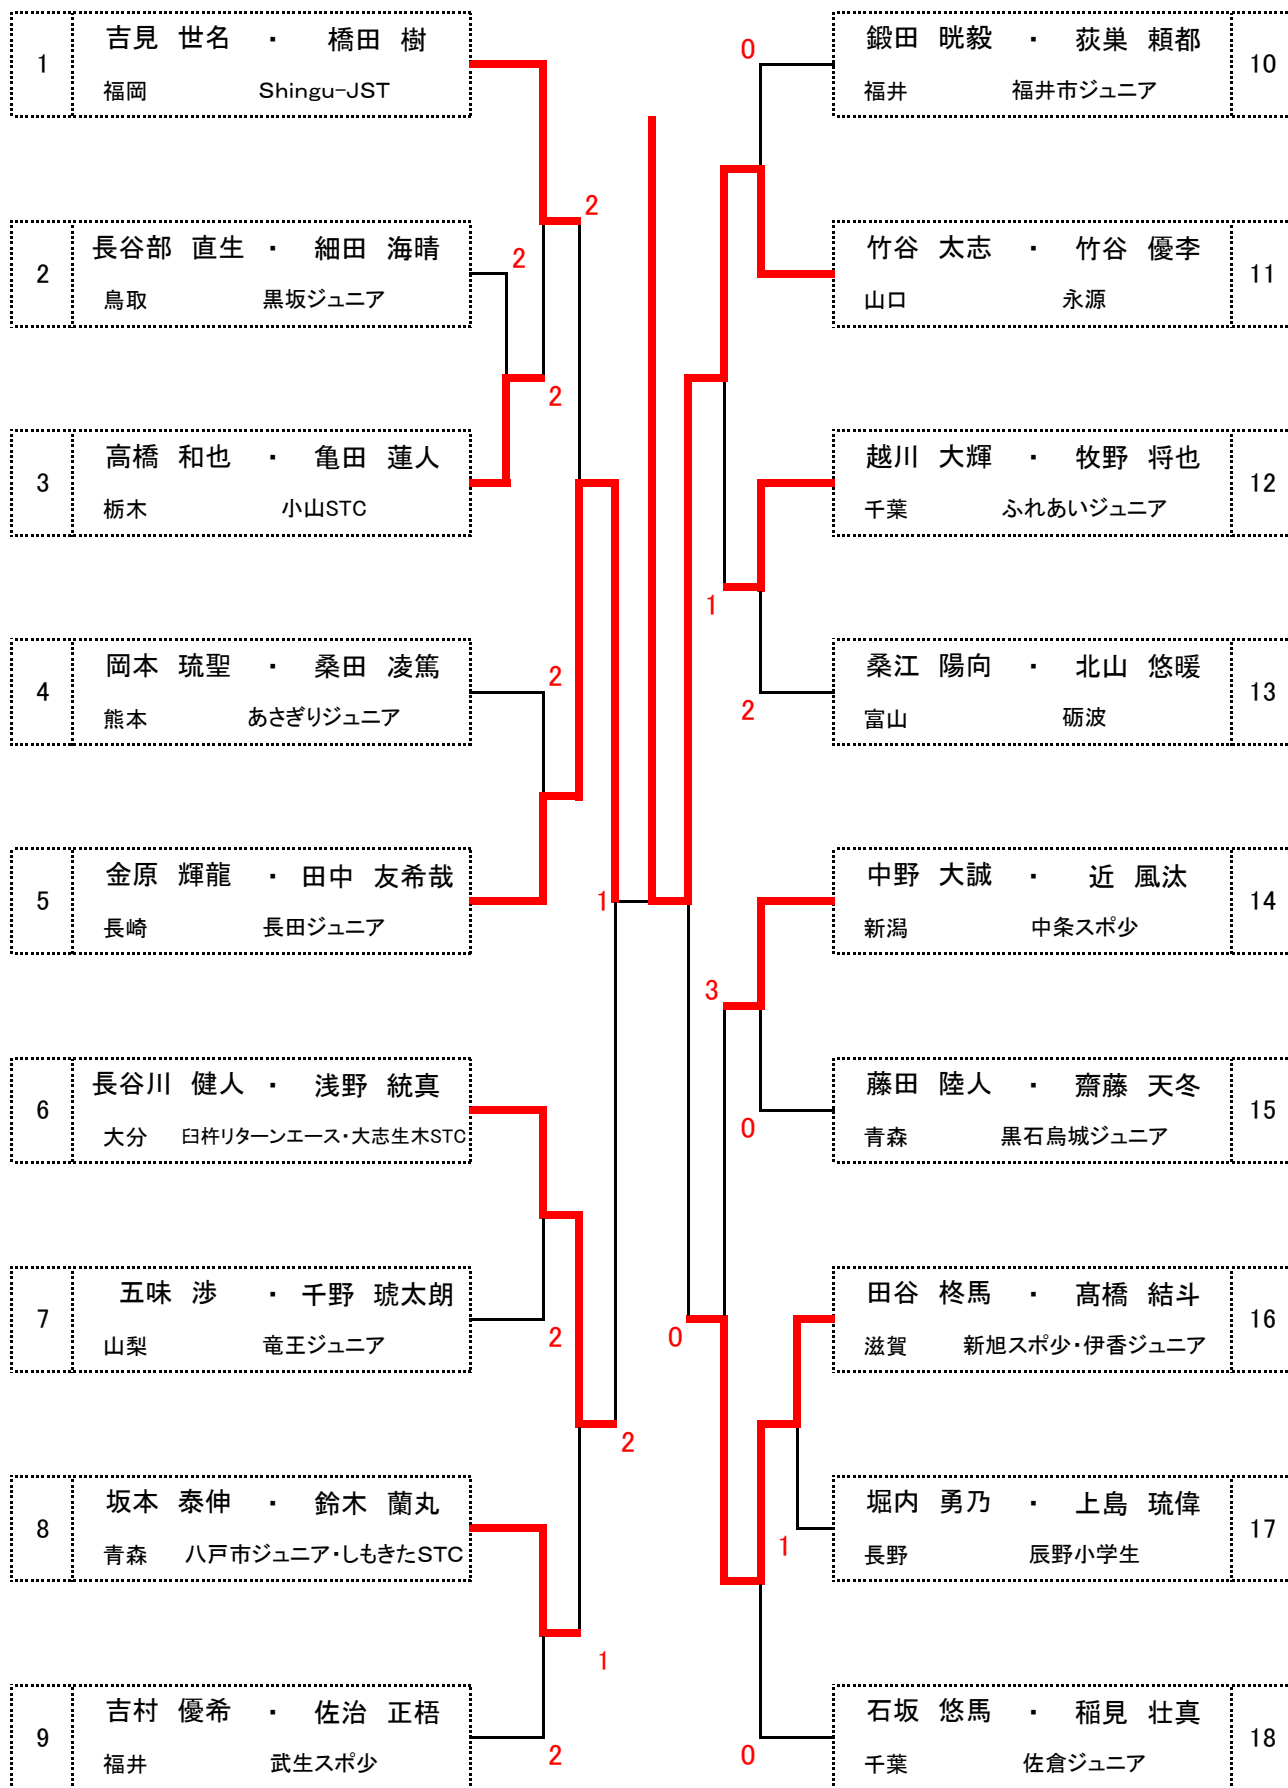 1
吉見 世名 ・ 橋田 樹
福岡 Shingu-JST
2
2
長谷部 直生 ・ 細田 海晴
鳥取 黒坂ジュニア
2
2
3
高橋 和也 ・ 亀田 蓮人
栃木 小山STC
4
岡本 琉聖 ・ 桑田 凌篤
熊本 あさぎりジュニア
2
5
金原 輝龍 ・ 田中 友希哉
長崎 長田ジュニア
1
6
長谷川 健人 ・ 浅野 統真
大分 臼杵リターンエース・大志生木STC
7
五味 渉 ・ 千野 琥太朗
山梨 竜王ジュニア
2
2
8
坂本 泰伸 ・ 鈴木 蘭丸
青森 八戸市ジュニア・しもきたSTC
1
9
吉村 優希 ・ 佐治 正梧
福井 武生スポ少
2
0
鍛田 晄毅 ・ 荻巣 頼都
福井 福井市ジュニア
10
竹谷 太志 ・ 竹谷 優李
山口 永源
11
越川 大輝 ・ 牧野 将也
千葉 ふれあいジュニア
12
1
桑江 陽向 ・ 北山 悠暖
富山 砺波
13
2
中野 大誠 ・ 近 風汰
新潟 中条スポ少
14
3
藤田 陸人 ・ 齋藤 天冬
青森 黒石烏城ジュニア
15
0
田谷 柊馬 ・ 髙橋 結斗
滋賀 新旭スポ少・伊香ジュニア
16
0
堀内 勇乃 ・ 上島 琉偉
長野 辰野小学生
17
1
石坂 悠馬 ・ 稲見 壮真
千葉 佐倉ジュニア
18
0